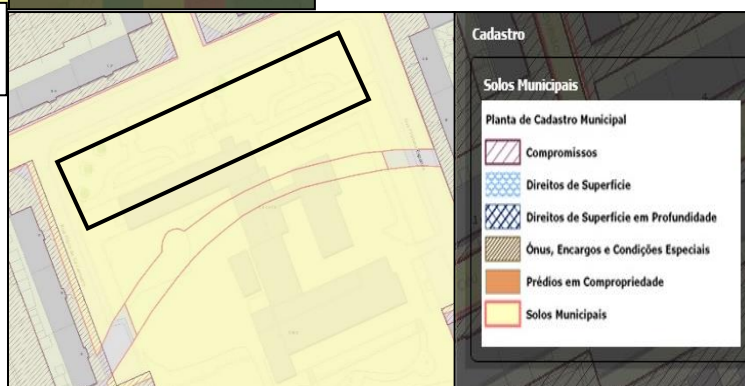 Cadastro
Solos Municipais
Planta de Cadastro Municipal
Compromissos
Direitos de Superfície
Direitos de Superfície em Profundidade
Ónus, Encargos e Condições Especiais
Prédios em Compropriedade
Solos Municipais